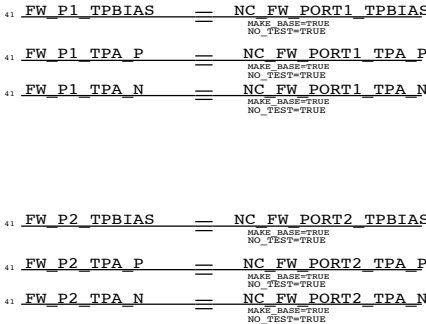 41 FW_P1_TPBIAS = NC_FW_PORT1_TPBIAS
MAKE_BASE=TRUE
NO_TEST=TRUE
41 FW_P1_TPA_P = NC_FW_PORT1_TPA_P
MAKE_BASE=TRUE
NO_TEST=TRUE
41 FW_P1_TPA_N = NC_FW_PORT1_TPA_N
MAKE_BASE=TRUE
NO_TEST=TRUE
41 FW_P2_TPBIAS = NC_FW_PORT2_TPBIAS
MAKE_BASE=TRUE
NO_TEST=TRUE
41 FW_P2_TPA_P = NC_FW_PORT2_TPA_P
MAKE_BASE=TRUE
NO_TEST=TRUE
41 FW_P2_TPA_N = NC_FW_PORT2_TPA_N
MAKE_BASE=TRUE
NO_TEST=TRUE